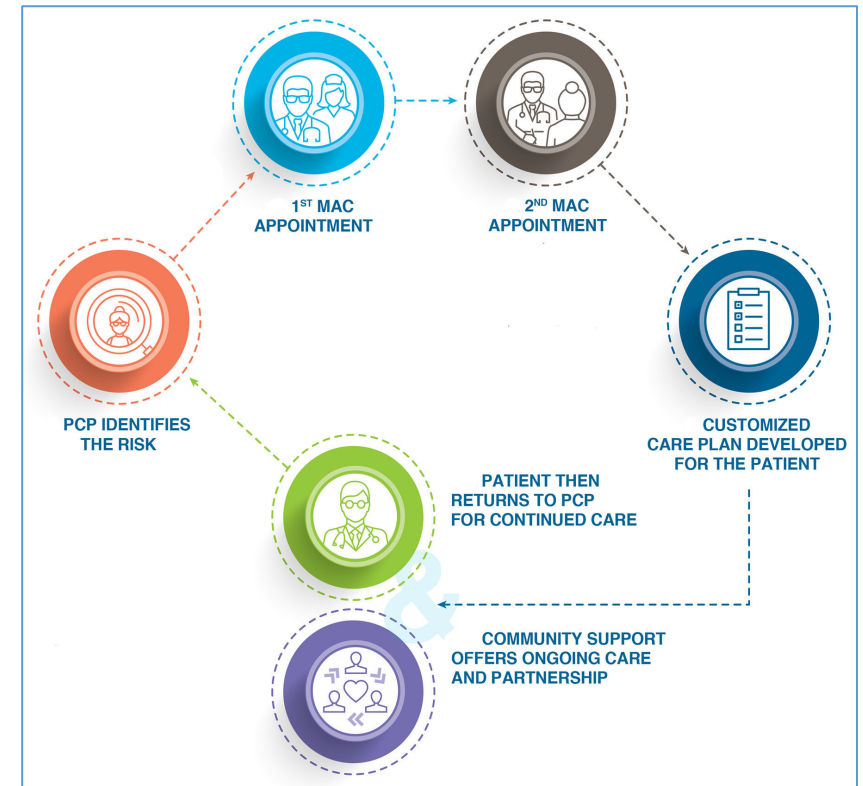 1ST MAC
APPOINTMENT
2ND MAC
APPOINTMENT
PCP IDENTIFIES
THE RISK
CUSTOMIZED
CARE PLAN DEVELOPED
FOR THE PATIENT
PATIENT THEN
RETURNS TO PCP
FOR CONTINUED CARE
&
COMMUNITY SUPPORT
OFFERS ONGOING CARE
AND PARTNERSHIP